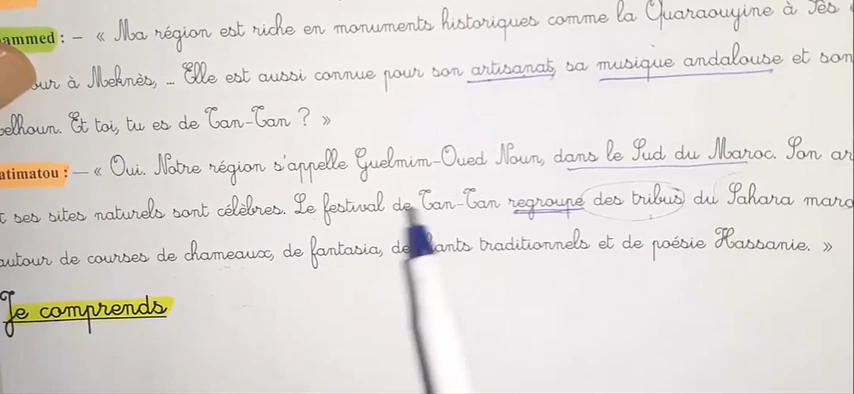 ammed : — « Ma région est riche en monuments historiques comme la Quaraouyine à Fès
our à Meknès, ... Elle est aussi connue pour son artisanat, sa musique andalouse et son
elhoun. Et toi, tu es de Tan-Tan ? »
atimatou : — « Oui. Notre région s'appelle Guelmim-Oued Noun, dans le Sud du Maroc. Son ar
t ses sites naturels sont célèbres. Le festival de Tan-Tan regroupe des tribus du Sahara maro
autour de courses de chameaux, de fantasia, de ants traditionnels et de poésie Hassanie. »
Je comprends